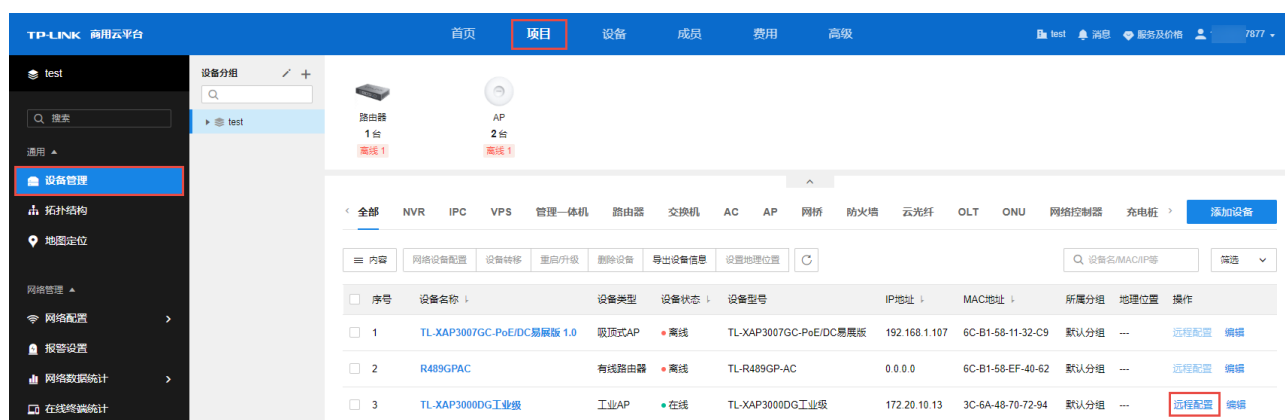 TP-LINK 商用云平台 首页 项目 设备 成员 费用 高级 test 消息 服务及价格 7877
test
搜索
通用
设备管理
拓扑结构
地图定位
网络管理
网络配置
报警设置
网络数据统计
在线终端统计
设备分组
test
路由器 AP
1台 2台
离线 1 离线 1
全部 NVR IPC VPS 管理一体机 路由器 交换机 AC AP 网桥 防火墙 云光纤 OLT ONU 网络控制器 充电桩 添加设备
内容 网络设备配置 设备转移 重启/升级 删除设备 导出设备信息 设置地理位置 设备名/MAC/IP等 筛选
序号 设备名称 设备类型 设备状态 设备型号 IP地址 MAC地址 所属分组 地理位置 操作
1 TL-XAP3007GC-PoE/DC易展版 1.0 吸顶式AP 离线 TL-XAP3007GC-PoE/DC易展版 192.168.1.107 6C-B1-58-11-32-C9 默认分组 --- 远程配置 编辑
2 R489GPAC 有线路由器 离线 TL-R489GP-AC 0.0.0.0 6C-B1-58-EF-40-62 默认分组 --- 远程配置 编辑
3 TL-XAP3000DG工业级 工业AP 在线 TL-XAP3000DG工业级 172.20.10.13 3C-6A-48-70-72-94 默认分组 --- 远程配置 编辑